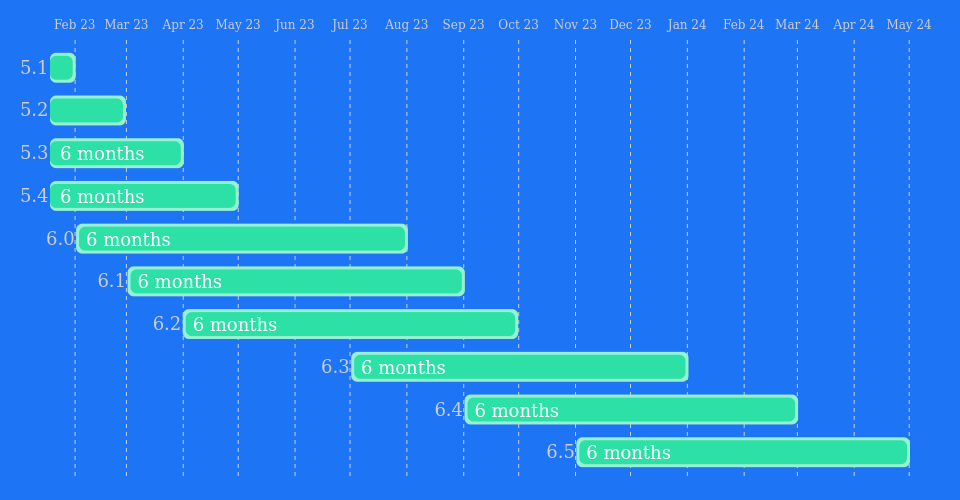 Feb 23 Mar 23 Apr 23 May 23 Jun 23 Jul 23 Aug 23 Sep 23 Oct 23 Nov 23 Dec 23 Jan 24 Feb 24 Mar 24 Apr 24 May 24
5.1
5.2
5.3 6 months
5.4 6 months
6.0 6 months
6.1 6 months
6.2 6 months
6.3 6 months
6.4 6 months
6.5 6 months